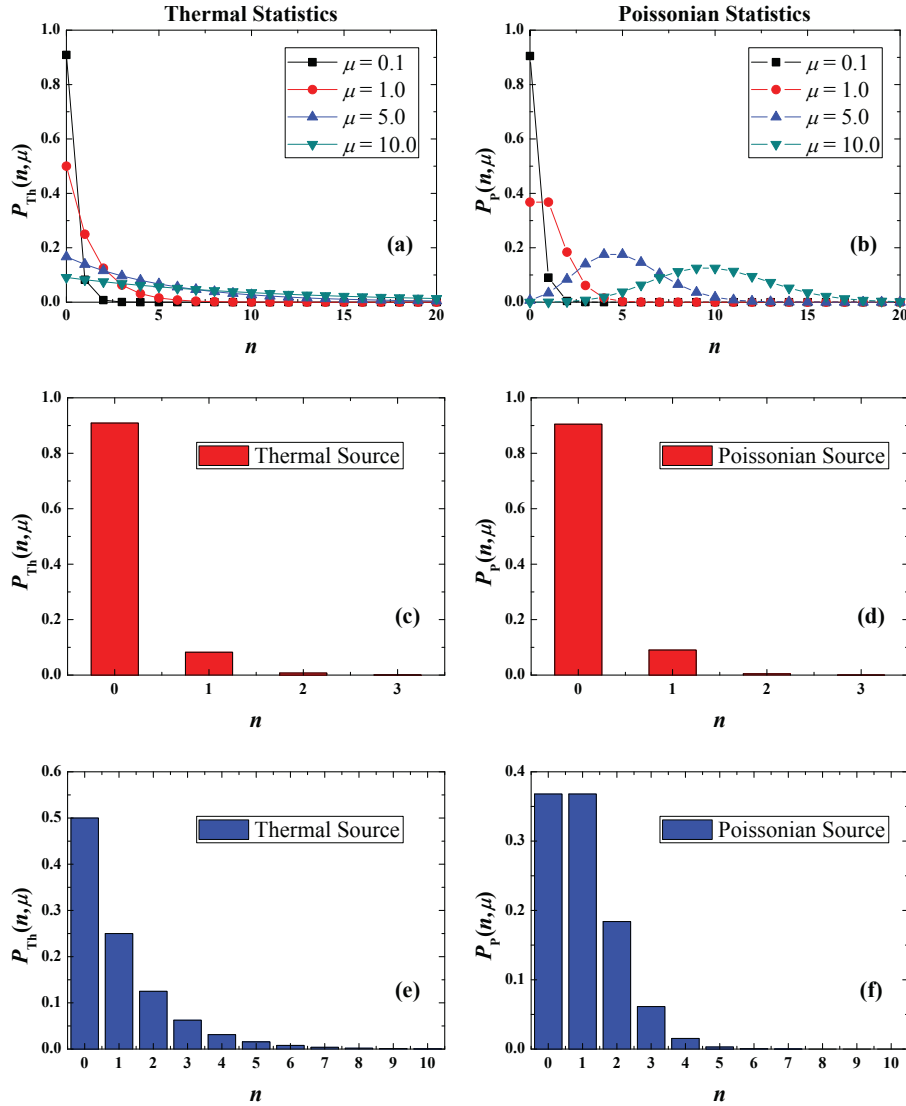 Thermal Statistics
1.0
0.8
0.6
0.4
0.2
0.0
P_Th(n,μ)
μ = 0.1
μ = 1.0
μ = 5.0
μ = 10.0
(a)
0 5 10 15 20
n
Poissonian Statistics
1.0
0.8
0.6
0.4
0.2
0.0
P_P(n,μ)
μ = 0.1
μ = 1.0
μ = 5.0
μ = 10.0
(b)
0 5 10 15 20
n
1.0
0.8
0.6
0.4
0.2
0.0
P_Th(n,μ)
Thermal Source
(c)
0 1 2 3
n
1.0
0.8
0.6
0.4
0.2
0.0
P_P(n,μ)
Poissonian Source
(d)
0 1 2 3
n
0.6
0.5
0.4
0.3
0.2
0.1
0.0
P_Th(n,μ)
Thermal Source
(e)
0 1 2 3 4 5 6 7 8 9 10
n
0.4
0.3
0.2
0.1
0.0
P_P(n,μ)
Poissonian Source
(f)
0 1 2 3 4 5 6 7 8 9 10
n